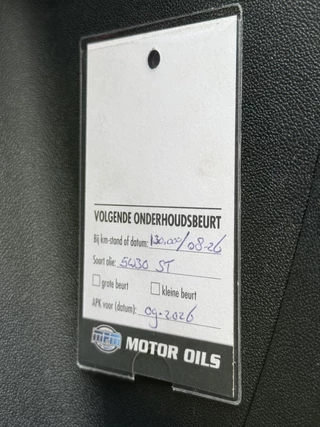 VOLGENDE ONDERHOUDSBEURT
Bij km-stand of datum: 130.000/08-26
Soort olie: 5W30 ST
grote beurt kleine beurt
APK voor (datum): 09-2026
mpm MOTOR OILS